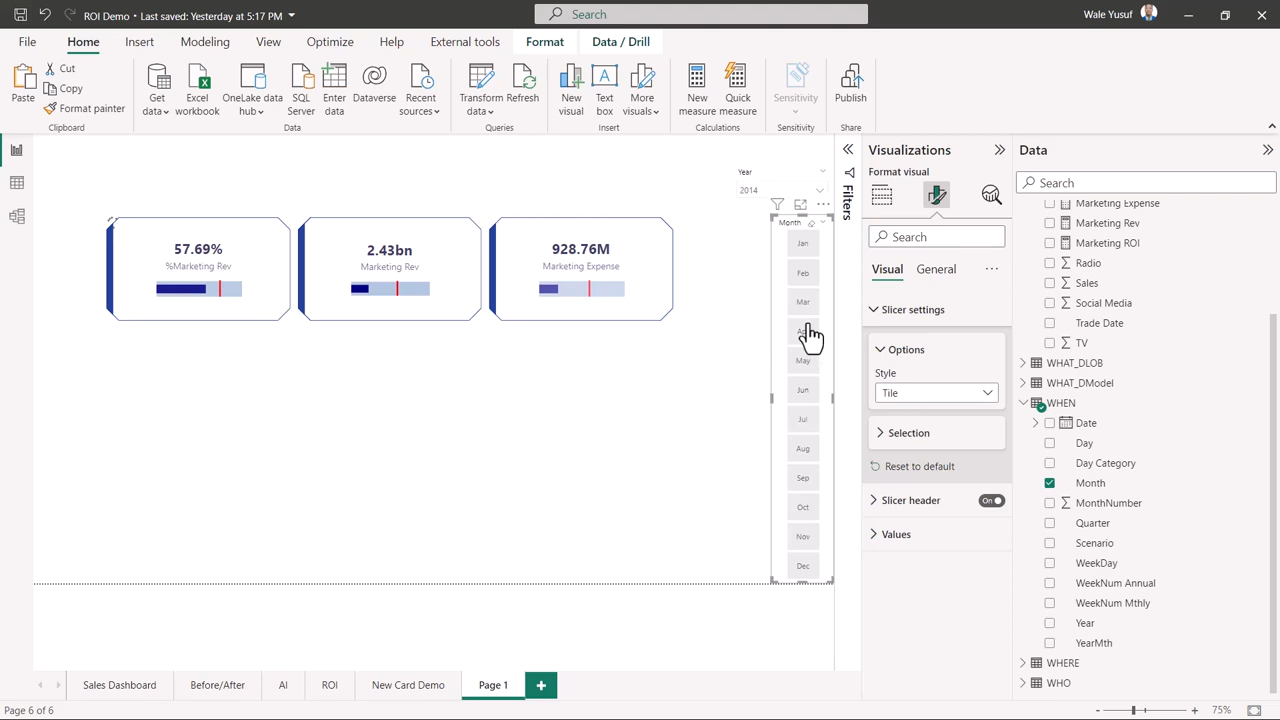 ROI Demo • Last saved: Yesterday at 5:17 PM
Search
Wale Yusuf
File
Home
Insert
Modeling
View
Optimize
Help
External tools
Format
Data / Drill
Paste
Cut
Copy
Format painter
Clipboard
Get data
Excel workbook
OneLake data hub
SQL Server
Enter data
Dataverse
Recent sources
Data
Transform data
Refresh
Queries
New visual
Text box
More visuals
Insert
New measure
Quick measure
Calculations
Sensitivity
Sensitivity
Publish
Share
Year
2014
57.69%
%Marketing Rev
2.43bn
Marketing Rev
928.76M
Marketing Expense
Month
Jan
Feb
Mar
May
Jun
Jul
Aug
Sep
Oct
Nov
Dec
Filters
Visualizations
Format visual
Search
Visual
General
Slicer settings
Options
Style
Tile
Selection
Reset to default
Slicer header
On
Values
Data
Search
Marketing Expense
Marketing Rev
Marketing ROI
Radio
Sales
Social Media
Trade Date
TV
WHAT_DLOB
WHAT_DModel
WHEN
Date
Day
Day Category
Month
MonthNumber
Quarter
Scenario
WeekDay
WeekNum Annual
WeekNum Mthly
Year
YearMth
WHERE
WHO
Sales Dashboard
Before/After
AI
ROI
New Card Demo
Page 1
Page 6 of 6
75%